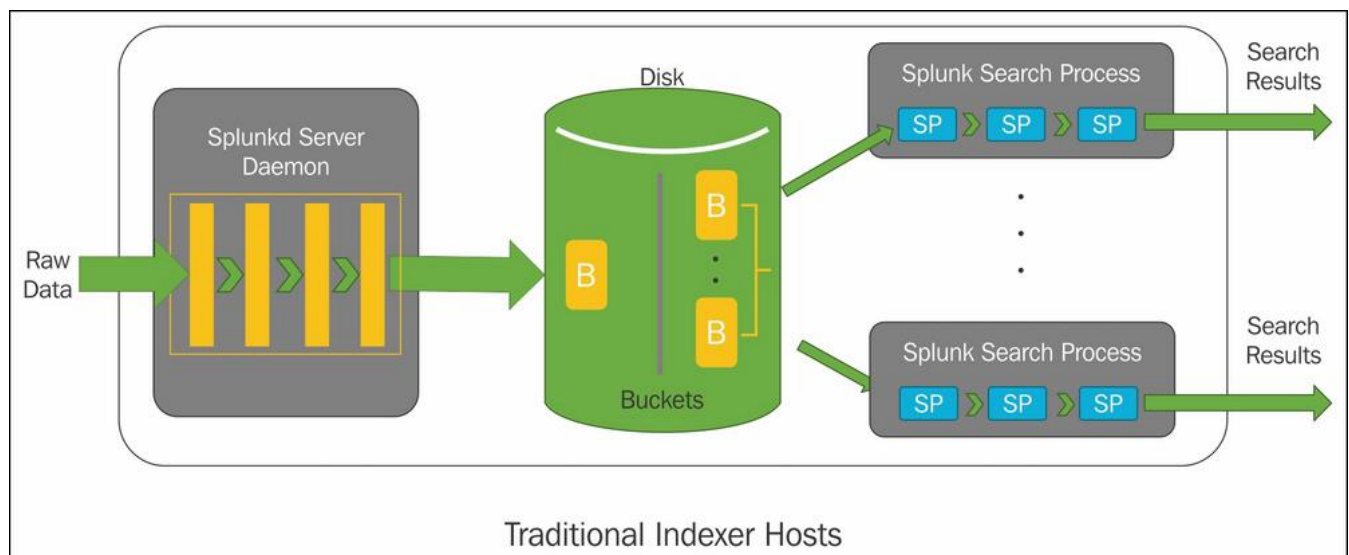 Raw
Data
Splunkd Server
Daemon
Disk
B
B
B
Buckets
Splunk Search Process
SP SP SP
Search
Results
Splunk Search Process
SP SP SP
Search
Results
Traditional Indexer Hosts